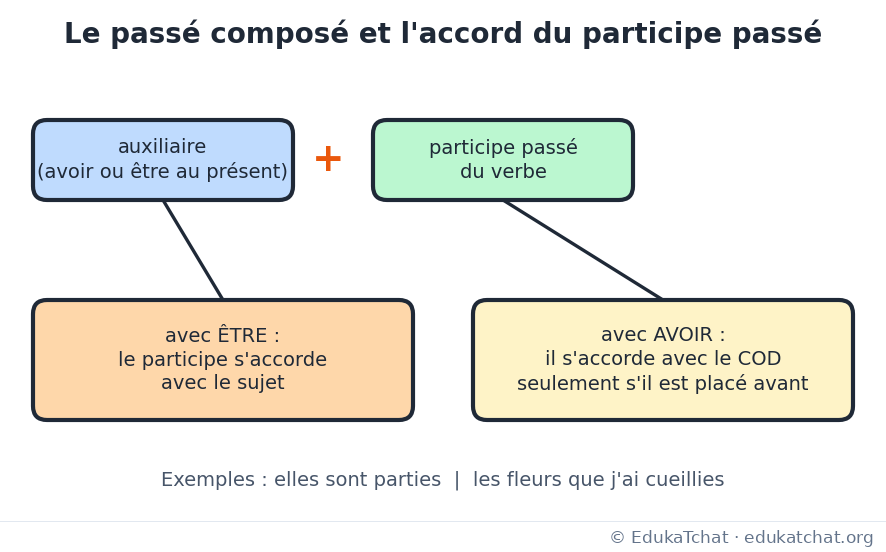 Le passé composé et l'accord du participe passé
auxiliaire
(avoir ou être au présent)
+
participe passé
du verbe
avec ÊTRE :
le participe s'accorde
avec le sujet
avec AVOIR :
il s'accorde avec le COD
seulement s'il est placé avant
Exemples : elles sont parties | les fleurs que j'ai cueillies
© EdukaTchat · edukatchat.org